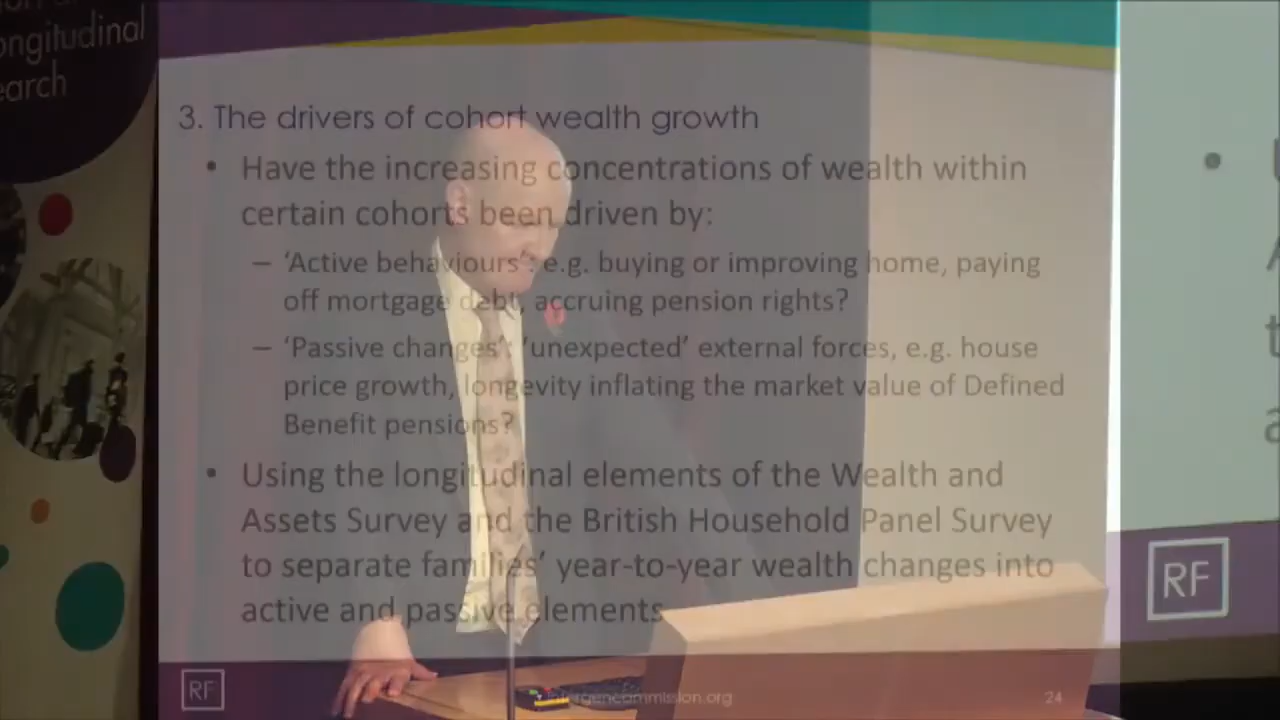 ongitudinal
earch
3. The drivers of cohort wealth growth
• Have the increasing concentrations of wealth within
certain cohorts been driven by:
– ‘Active behaviours’: e.g. buying or improving home, paying
off mortgage debt, accruing pension rights?
– ‘Passive changes’: ‘unexpected’ external forces, e.g. house
price growth, longevity inflating the market value of Defined
Benefit pensions?
• Using the longitudinal elements of the Wealth and
Assets Survey and the British Household Panel Survey
to separate families’ year-to-year wealth changes into
active and passive elements
RF
intergencommission.org
24
RF